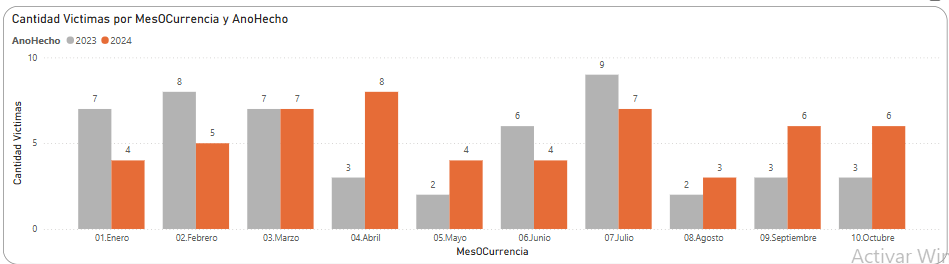 Cantidad Victimas por MesOCurrencia y AnoHecho
AnoHecho 2023 2024
10
5
0
Cantidad Victimas
7 4 8 5 7 7 3 8 2 4 6 4 9 7 2 3 3 6 3 6
01.Enero 02.Febrero 03.Marzo 04.Abril 05.Mayo 06.Junio 07.Julio 08.Agosto 09.Septiembre 10.Octubre
MesOCurrencia
Activar Wir